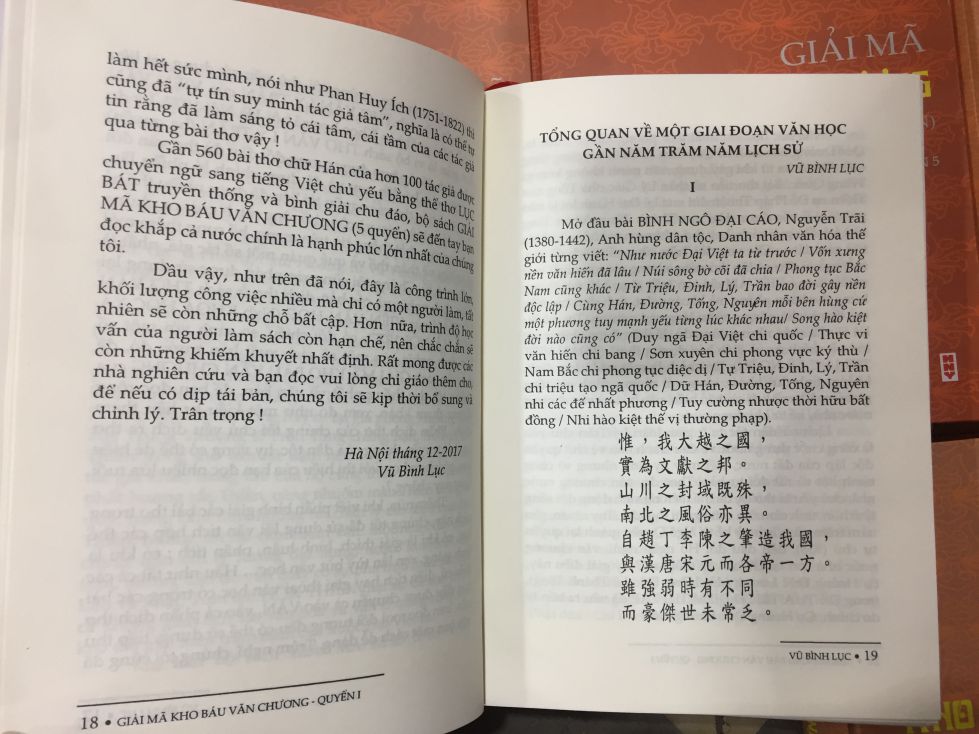 làm hết sức mình, nói như Phan Huy Ích (1751-1822) thì
cũng đã “tự tín suy minh tác giả tâm”, nghĩa là có thể tự
tin rằng đã làm sáng tỏ cái tâm, cái tầm của các tác giả
qua từng bài thơ vậy !
Gần 560 bài thơ chữ Hán của hơn 100 tác giả được
chuyển ngữ sang tiếng Việt chủ yếu bằng thể thơ LỤC
BÁT truyền thống và bình giải chu đáo, bộ sách GIẢI
MÃ KHO BÁU VĂN CHƯƠNG (5 quyển) sẽ đến tay bạn
đọc khắp cả nước chính là hạnh phúc lớn nhất của chúng
tôi.
Dầu vậy, như trên đã nói, đây là công trình lớn,
khối lượng công việc nhiều mà chỉ có một người làm, tất
nhiên sẽ còn những chỗ bất cập. Hơn nữa, trình độ học
vấn của người làm sách còn hạn chế, nên chắc chắn sẽ
còn những khiếm khuyết nhất định. Rất mong được các
nhà nghiên cứu và bạn đọc vui lòng chỉ giáo thêm cho,
để nếu có dịp tái bản, chúng tôi sẽ kịp thời bổ sung và
chỉnh lý. Trân trọng !
Hà Nội tháng 12-2017
Vũ Bình Lục
18 • GIẢI MÃ KHO BÁU VĂN CHƯƠNG - QUYỂN I
GIẢI MÃ
TỔNG QUAN VỀ MỘT GIAI ĐOẠN VĂN HỌC
GẦN NĂM TRĂM NĂM LỊCH SỬ
VŨ BÌNH LỤC
I
Mở đầu bài BÌNH NGÔ ĐẠI CÁO, Nguyễn Trãi
(1380-1442), Anh hùng dân tộc, Danh nhân văn hóa thế
giới từng viết: “Như nước Đại Việt ta từ trước / Vốn xưng
nền văn hiến đã lâu / Núi sông bờ cõi đã chia / Phong tục Bắc
Nam cũng khác / Từ Triệu, Đinh, Lý, Trần bao đời gây nền
độc lập / Cùng Hán, Đường, Tống, Nguyên mỗi bên hùng cứ
một phương tuy mạnh yếu từng lúc khác nhau/ Song hào kiệt
đời nào cũng có” (Duy ngã Đại Việt chi quốc / Thực vi
văn hiến chi bang / Sơn xuyên chi phong vực ký thù /
Nam Bắc chi phong tục diệc dị / Tự Triệu, Đinh, Lý, Trần
chi triệu tạo ngã quốc / Dữ Hán, Đường, Tống, Nguyên
nhi các đế nhất phương / Tuy cường nhược thời hữu bất
đồng / Nhi hào kiệt thế vị thường phạp).
惟，我大越之國，
實為文獻之邦。
山川之封域既殊，
南北之風俗亦異。
自趙丁李陳之肇造我國，
與漢唐宋元而各帝一方。
雖強弱時有不同
而豪傑世未常乏。
VŨ BÌNH LỤC • 19